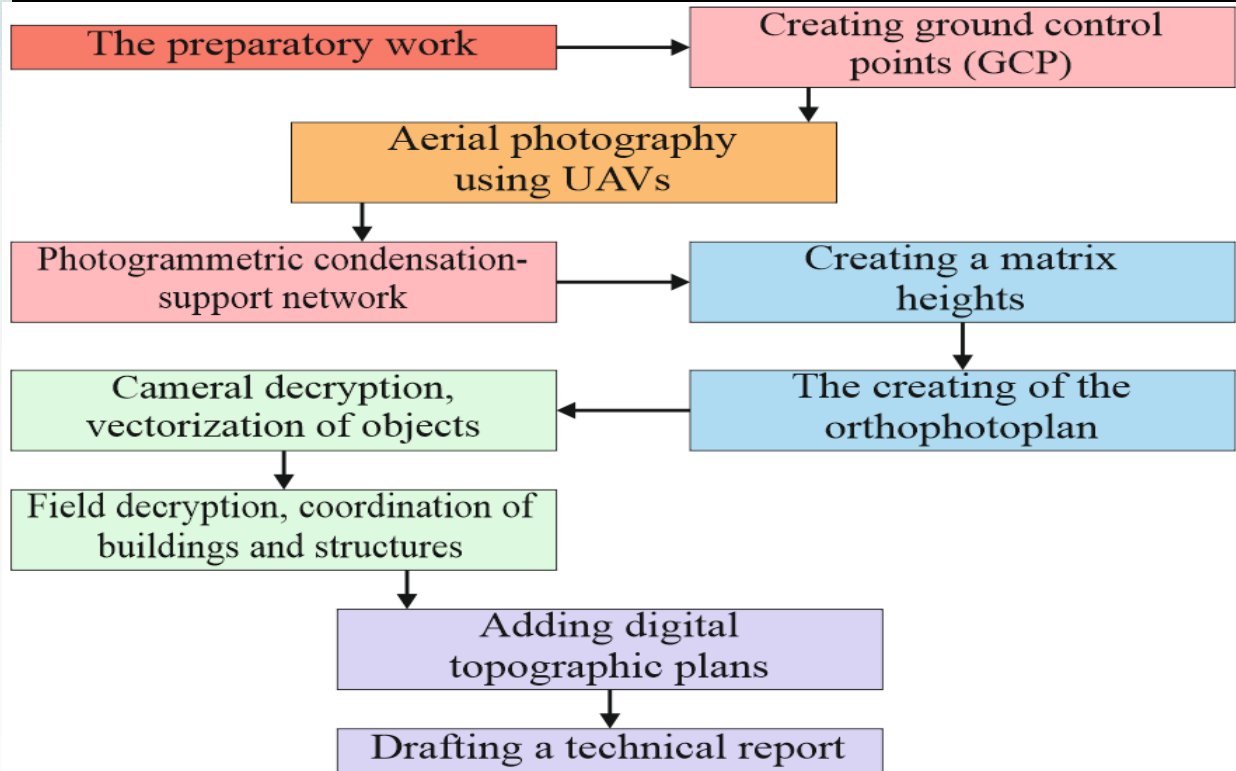 The preparatory work
Creating ground control
points (GCP)
Aerial photography
using UAVs
Photogrammetric condensation-
support network
Creating a matrix
heights
The creating of the
orthophotoplan
Cameral decryption,
vectorization of objects
Field decryption, coordination of
buildings and structures
Adding digital
topographic plans
Drafting a technical report